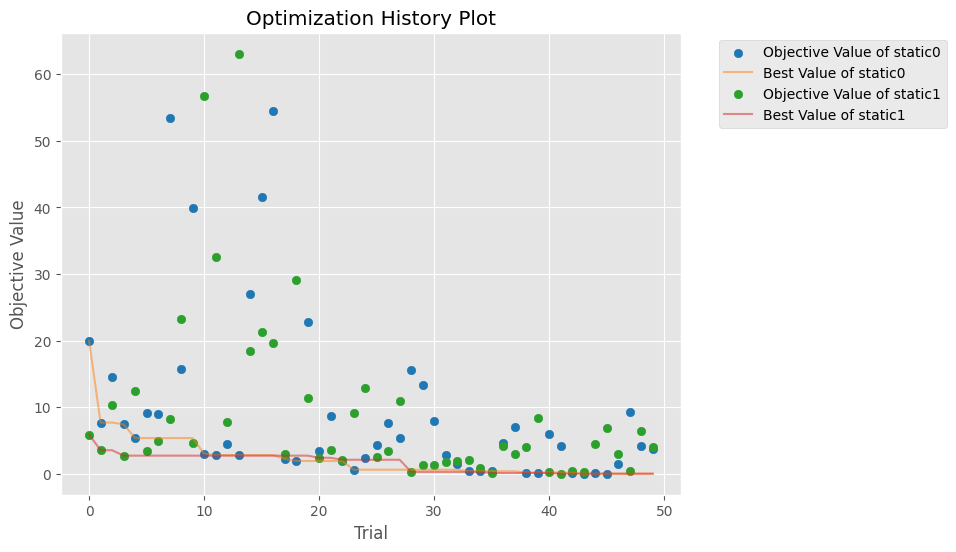 Optimization History Plot
Objective Value of static0
Best Value of static0
Objective Value of static1
Best Value of static1
Objective Value
60
50
40
30
20
10
0
0 10 20 30 40 50
Trial